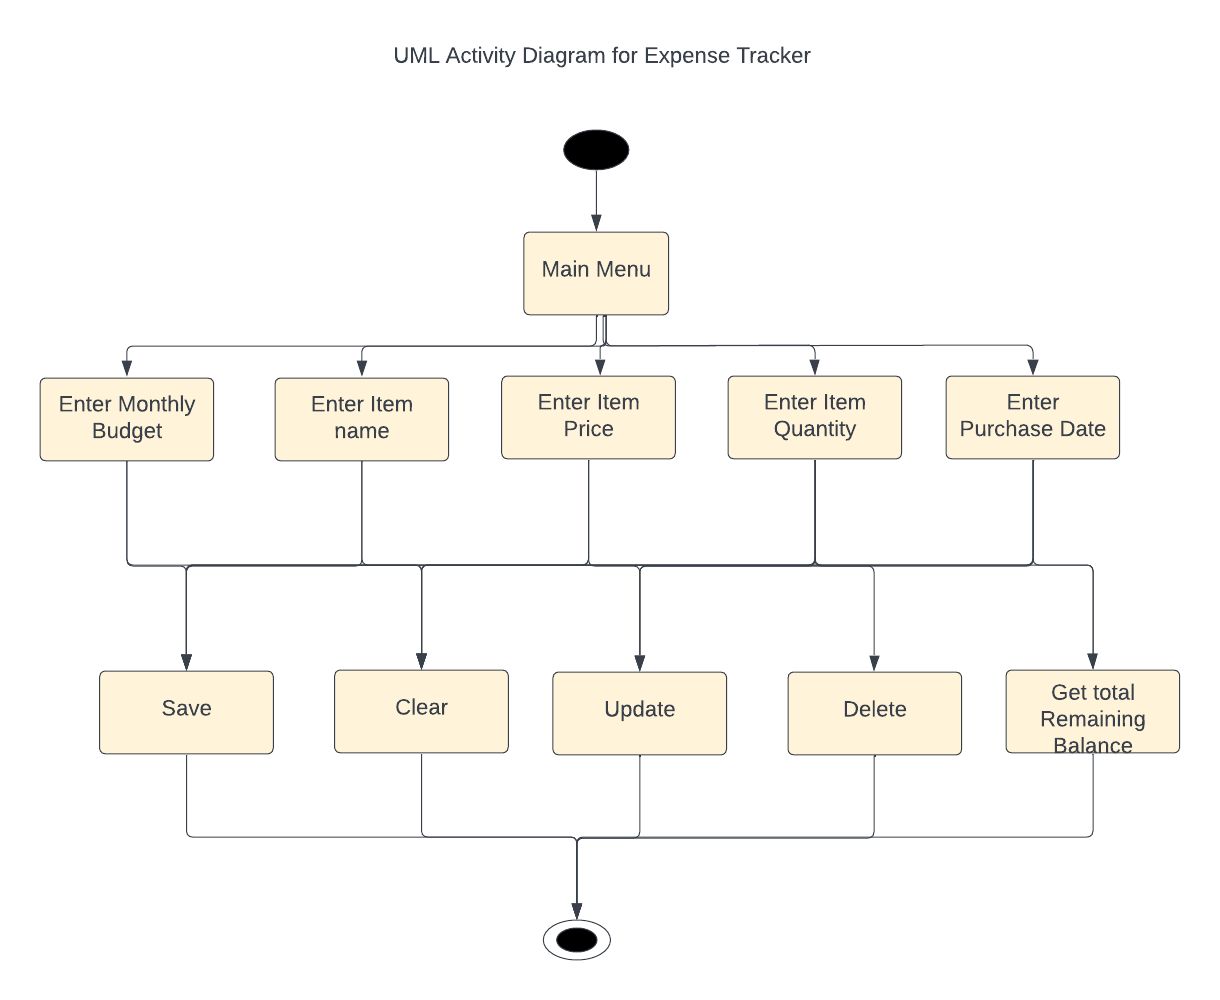 UML Activity Diagram for Expense Tracker
Main Menu
Enter Monthly
Budget
Enter Item
name
Enter Item
Price
Enter Item
Quantity
Enter
Purchase Date
Save
Clear
Update
Delete
Get total
Remaining
Balance